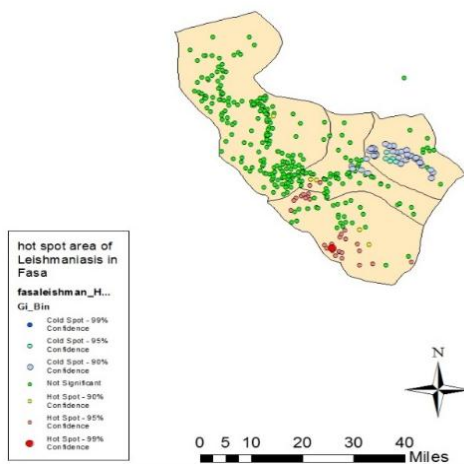 hot spot area of
Leishmaniasis in
Fasa
fasaleishman_H...
Gi_Bin
Cold Spot - 99%
Confidence
Cold Spot - 95%
Confidence
Cold Spot - 90%
Confidence
Not Significant
Hot Spot - 90%
Confidence
Hot Spot - 95%
Confidence
Hot Spot - 99%
Confidence
N
0 5 10 20 30 40
Miles